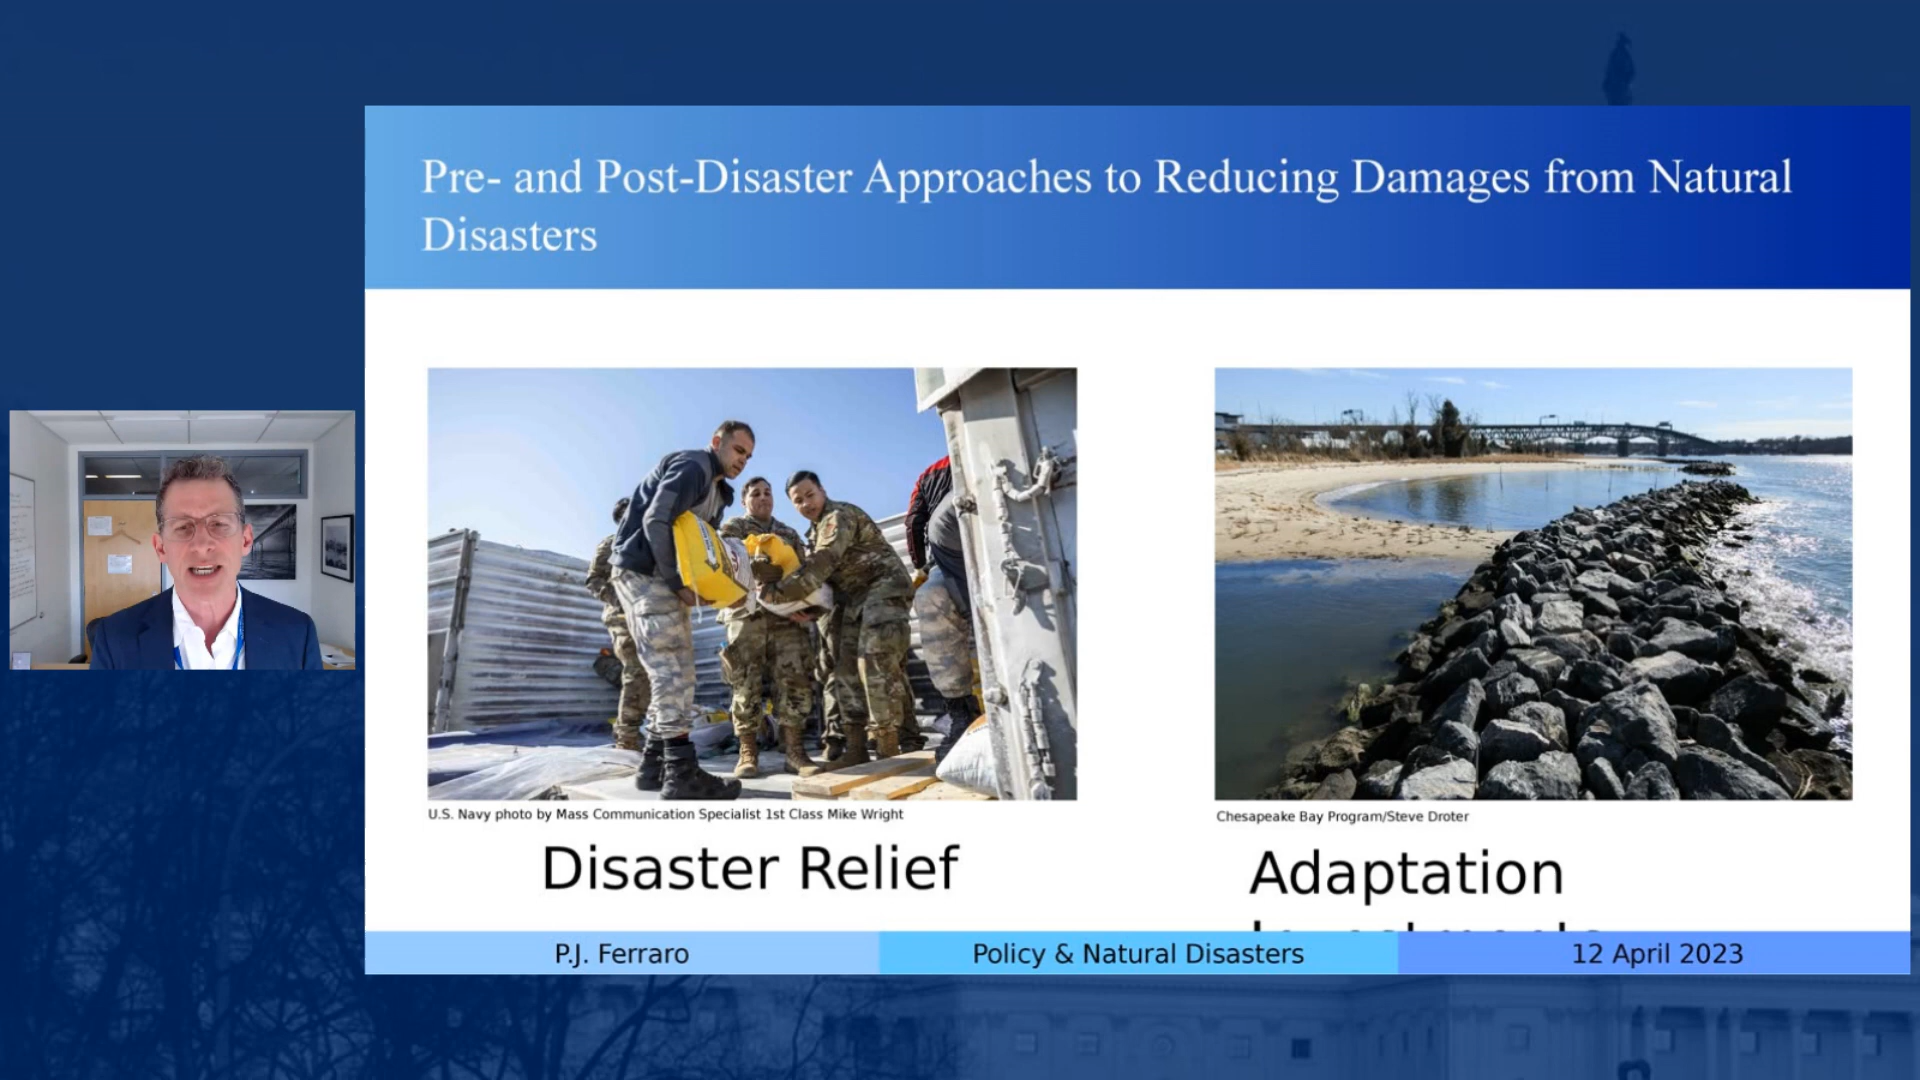 Pre- and Post-Disaster Approaches to Reducing Damages from Natural
Disasters
U.S. Navy photo by Mass Communication Specialist 1st Class Mike Wright
Chesapeake Bay Program/Steve Droter
Disaster Relief
Adaptation
P.J. Ferraro
Policy & Natural Disasters
12 April 2023